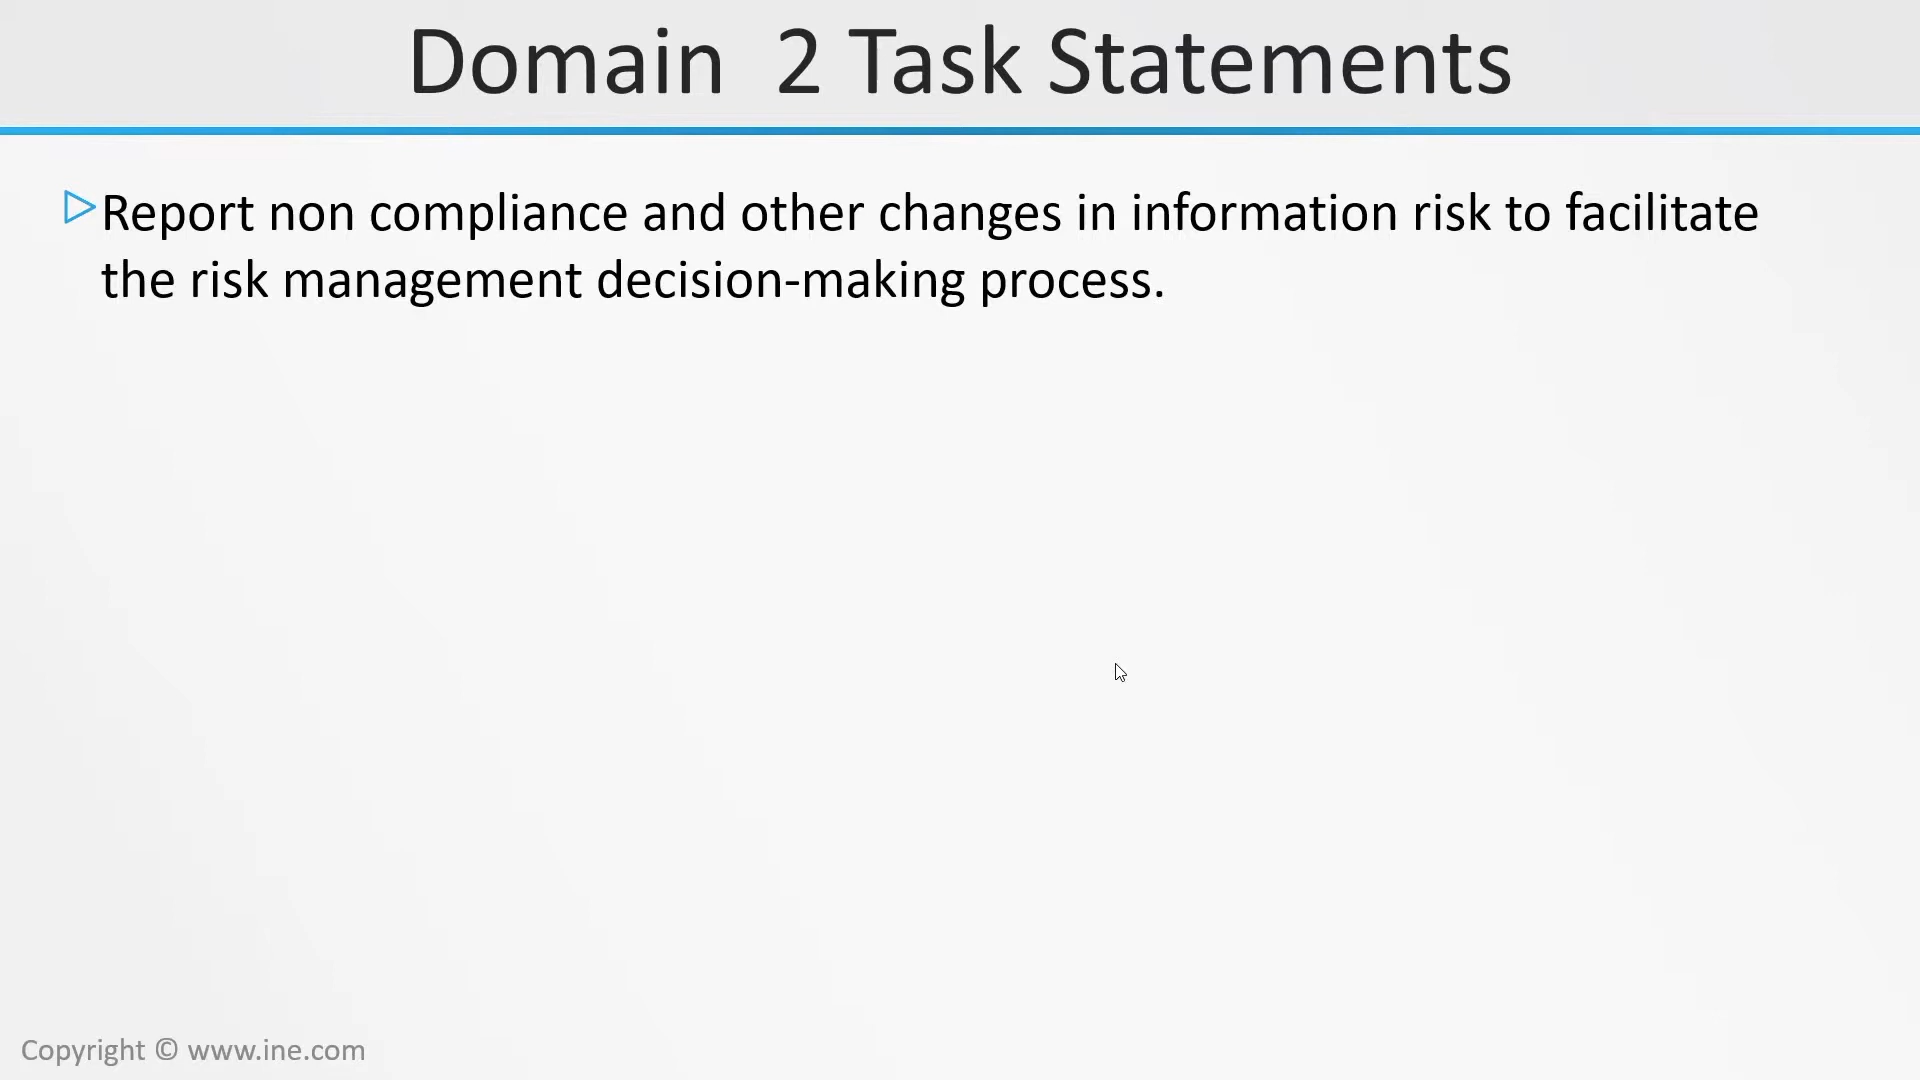 Domain  2 Task Statements
Report non compliance and other changes in information risk to facilitate
the risk management decision-making process.
Copyright © www.ine.com